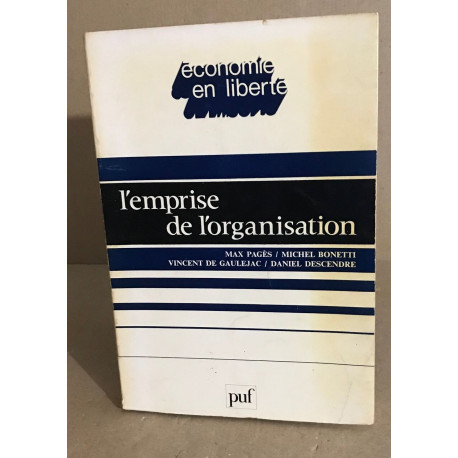 économie
en liberté
l'emprise
de l'organisation
MAX PAGÈS / MICHEL BONETTI
VINCENT DE GAULEJAC / DANIEL DESCENDRE
puf